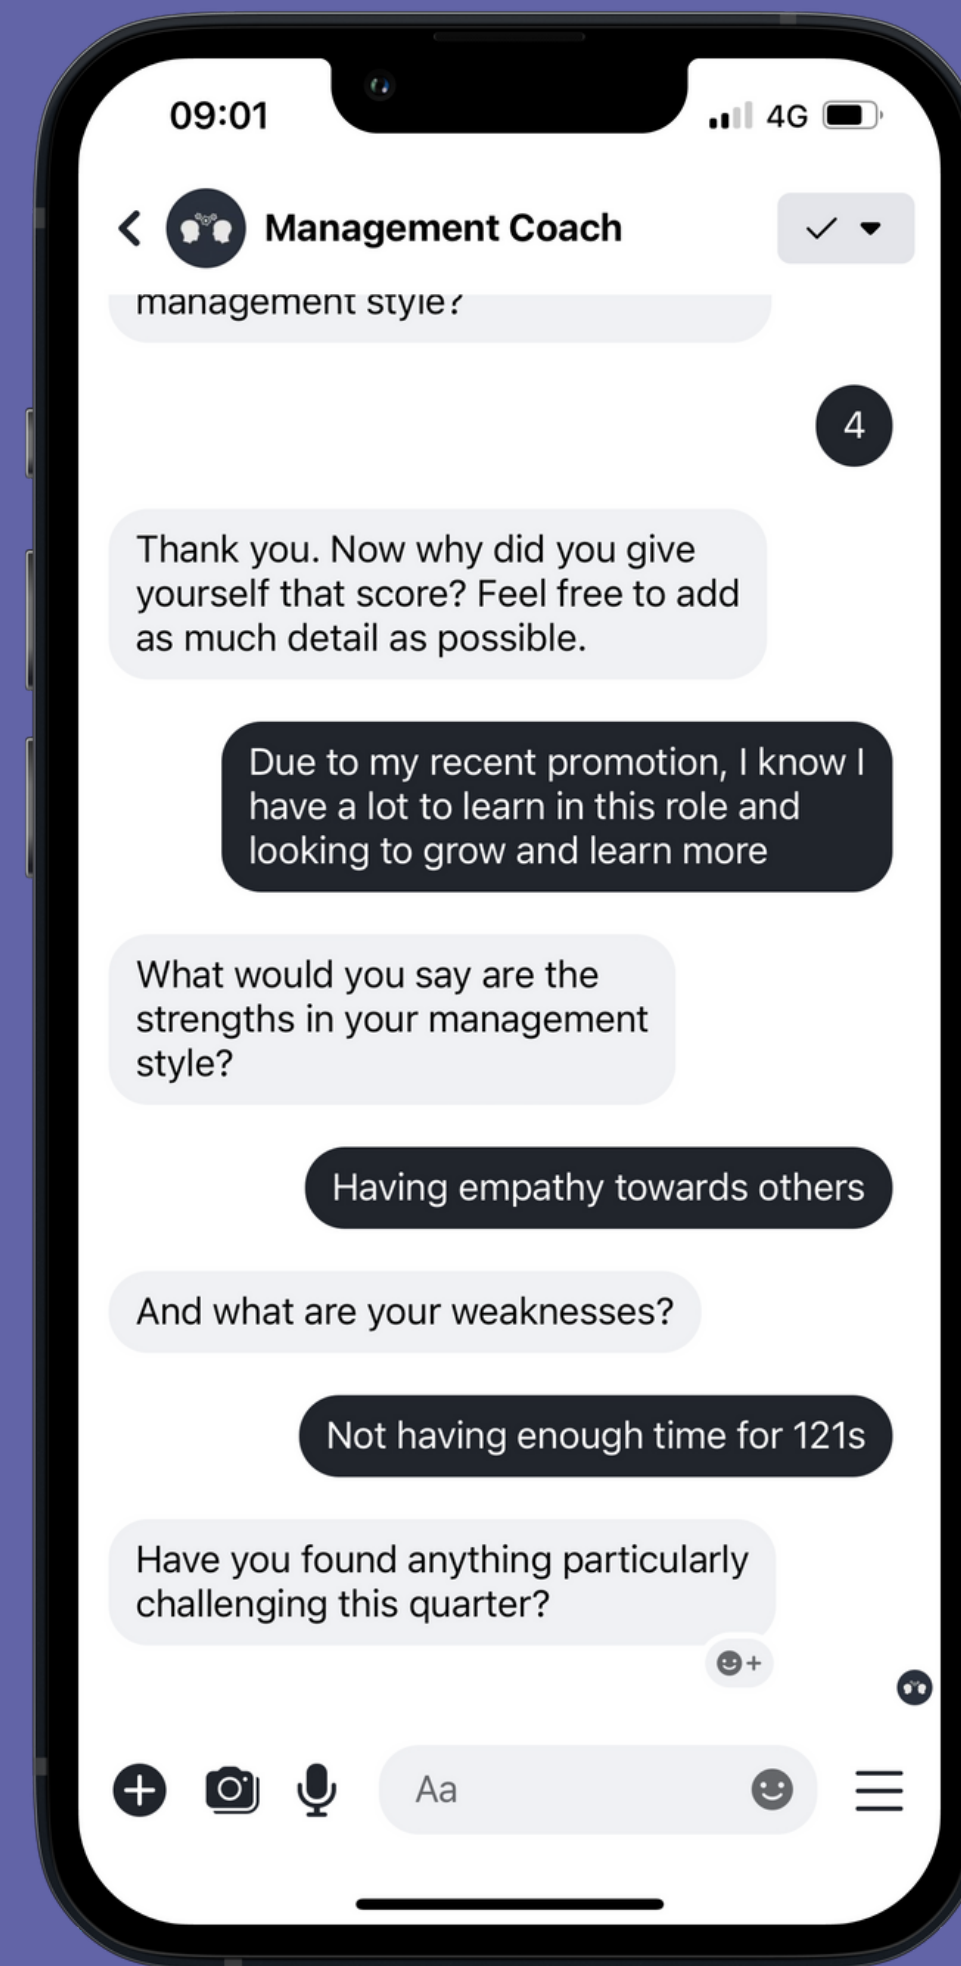 09:01
4G
Management Coach
management style?
4
Thank you. Now why did you give
yourself that score? Feel free to add
as much detail as possible.
Due to my recent promotion, I know I
have a lot to learn in this role and
looking to grow and learn more
What would you say are the
strengths in your management
style?
Having empathy towards others
And what are your weaknesses?
Not having enough time for 121s
Have you found anything particularly
challenging this quarter?
Aa